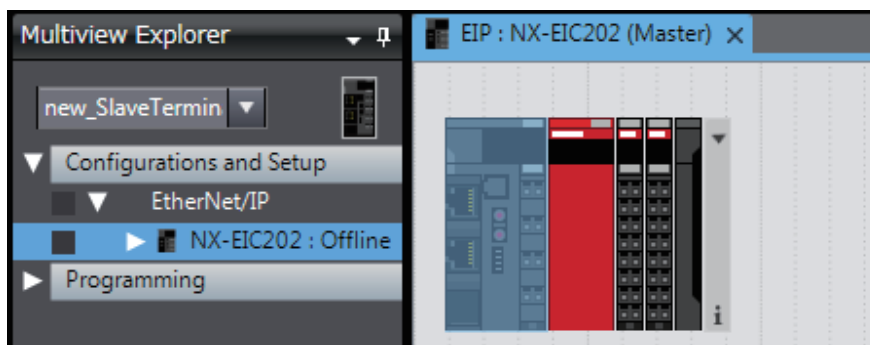 Multiview Explorer
new_SlaveTermin
Configurations and Setup
EtherNet/IP
NX-EIC202 : Offline
Programming
EIP : NX-EIC202 (Master)
i